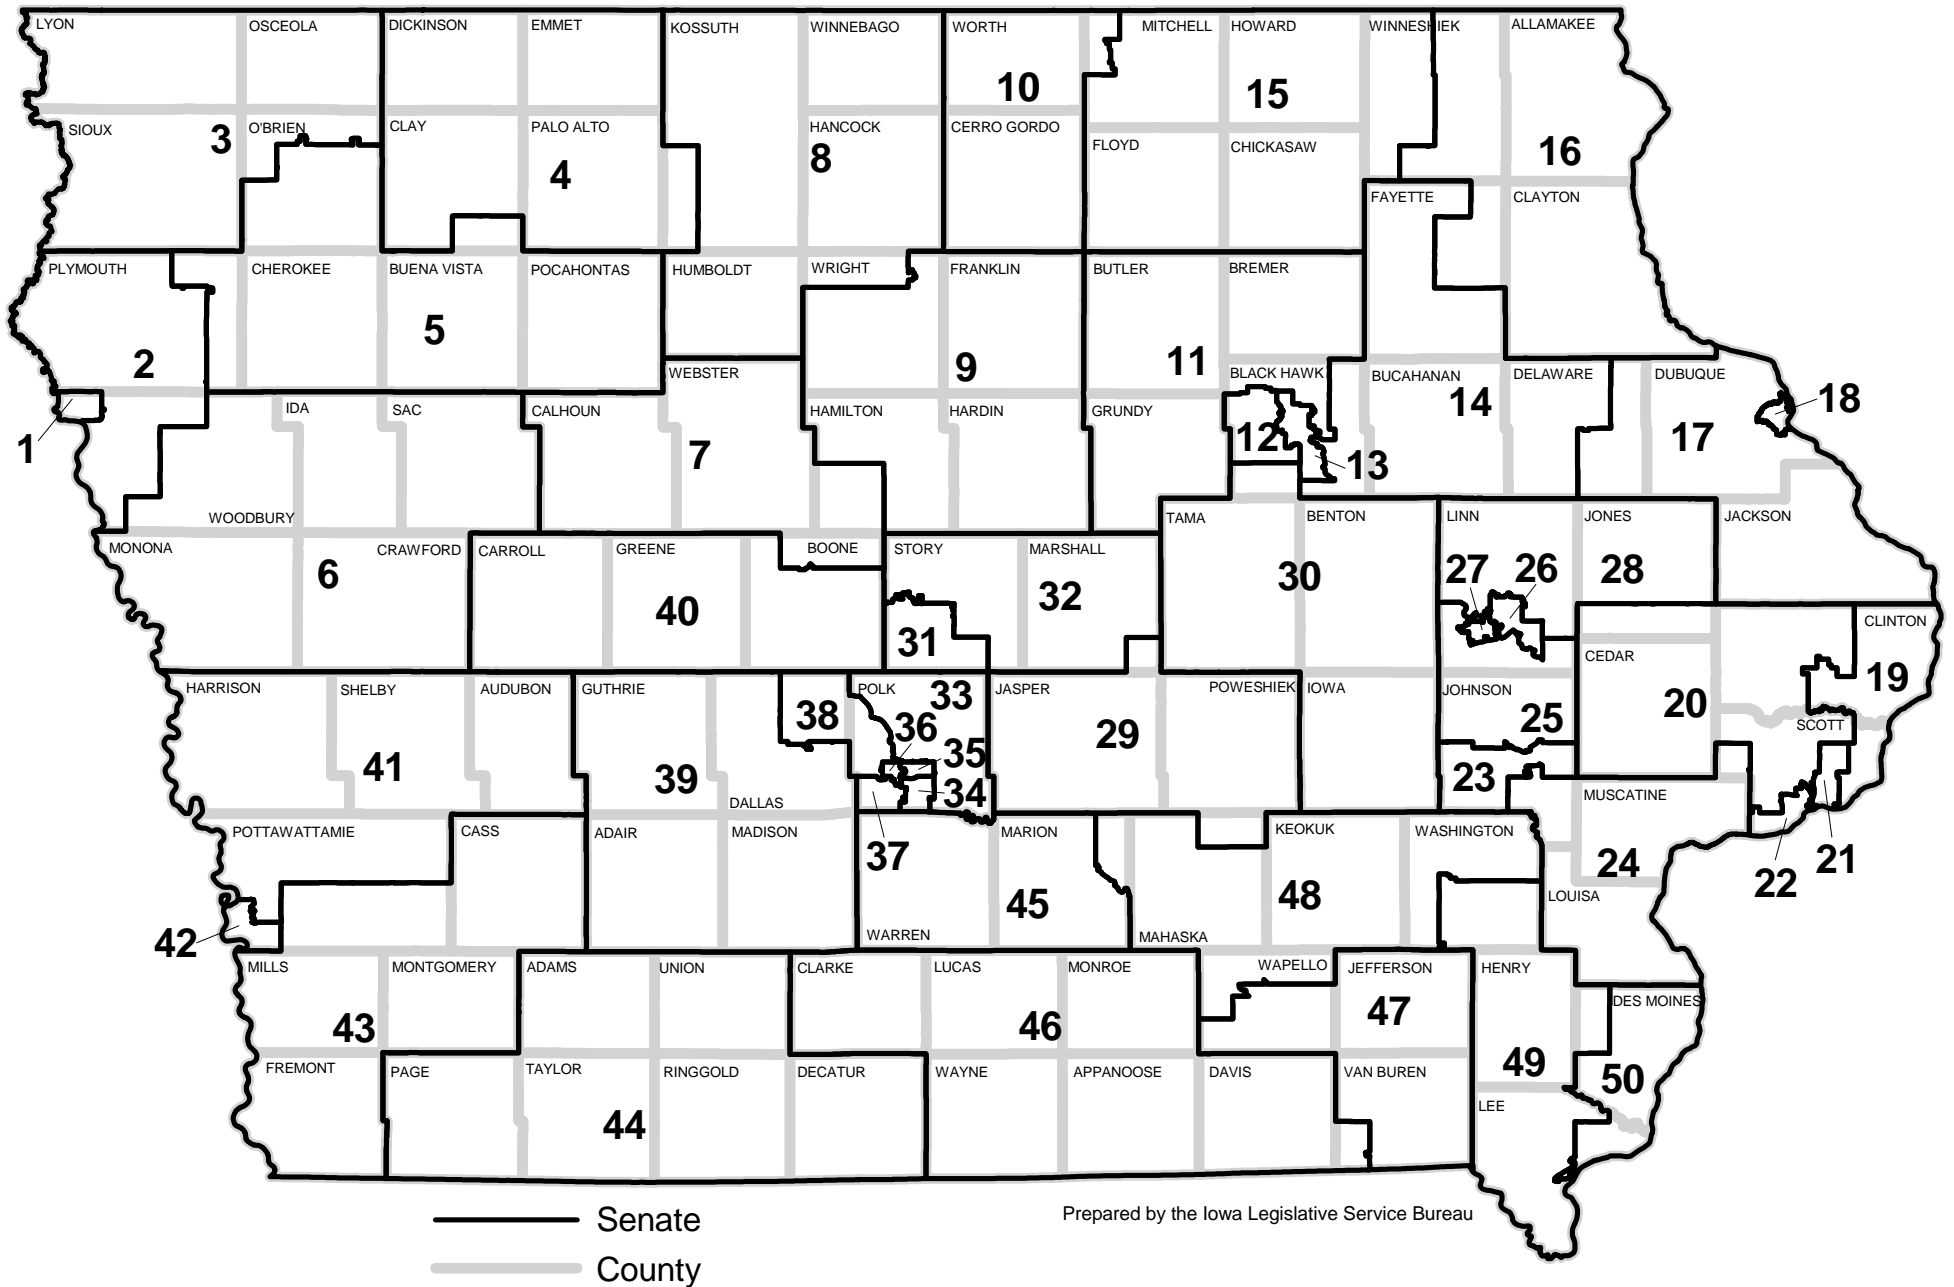 LYON OSCEOLA DICKINSON EMMET KOSSUTH WINNEBAGO WORTH MITCHELL HOWARD WINNESHIEK ALLAMAKEE
10 15
SIOUX 3 O'BRIEN CLAY PALO ALTO HANCOCK CERRO GORDO FLOYD CHICKASAW
4 8 16
FAYETTE CLAYTON
PLYMOUTH CHEROKEE BUENA VISTA POCAHONTAS HUMBOLDT WRIGHT FRANKLIN BUTLER BREMER
5
2 9 11
WEBSTER BLACK HAWK BUCAHANAN DELAWARE DUBUQUE
14 18
IDA SAC CALHOUN HAMILTON HARDIN GRUNDY
1 7 12 13 17
WOODBURY TAMA BENTON LINN JONES JACKSON
MONONA CRAWFORD CARROLL GREENE BOONE STORY MARSHALL
6 40 32 30 27 26 28
31 CLINTON
CEDAR
HARRISON SHELBY AUDUBON GUTHRIE POLK 33 JASPER POWESHIEK IOWA JOHNSON 19
38 36 25 20
SCOTT
41 39 35 29 23
34
DALLAS MUSCATINE
POTTAWATTAMIE CASS ADAIR MADISON MARION KEOKUK WASHINGTON
37 24 22 21
45 48 LOUISA
42 WARREN MAHASKA
MILLS MONTGOMERY ADAMS UNION CLARKE LUCAS MONROE WAPELLO JEFFERSON HENRY
DES MOINES
43 46 47
FREMONT PAGE TAYLOR RINGGOLD DECATUR WAYNE APPANOOSE DAVIS VAN BUREN 49 50
LEE
44
Senate
Prepared by the Iowa Legislative Service Bureau
County